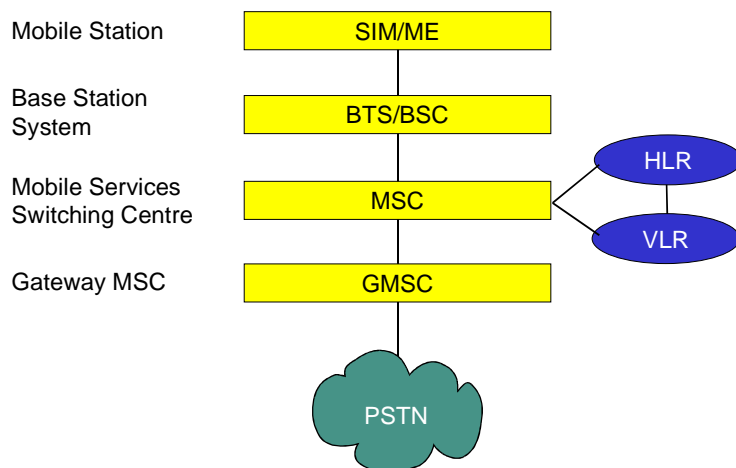 Mobile Station
SIM/ME
Base Station
System
BTS/BSC
Mobile Services
Switching Centre
MSC
HLR
VLR
Gateway MSC
GMSC
PSTN